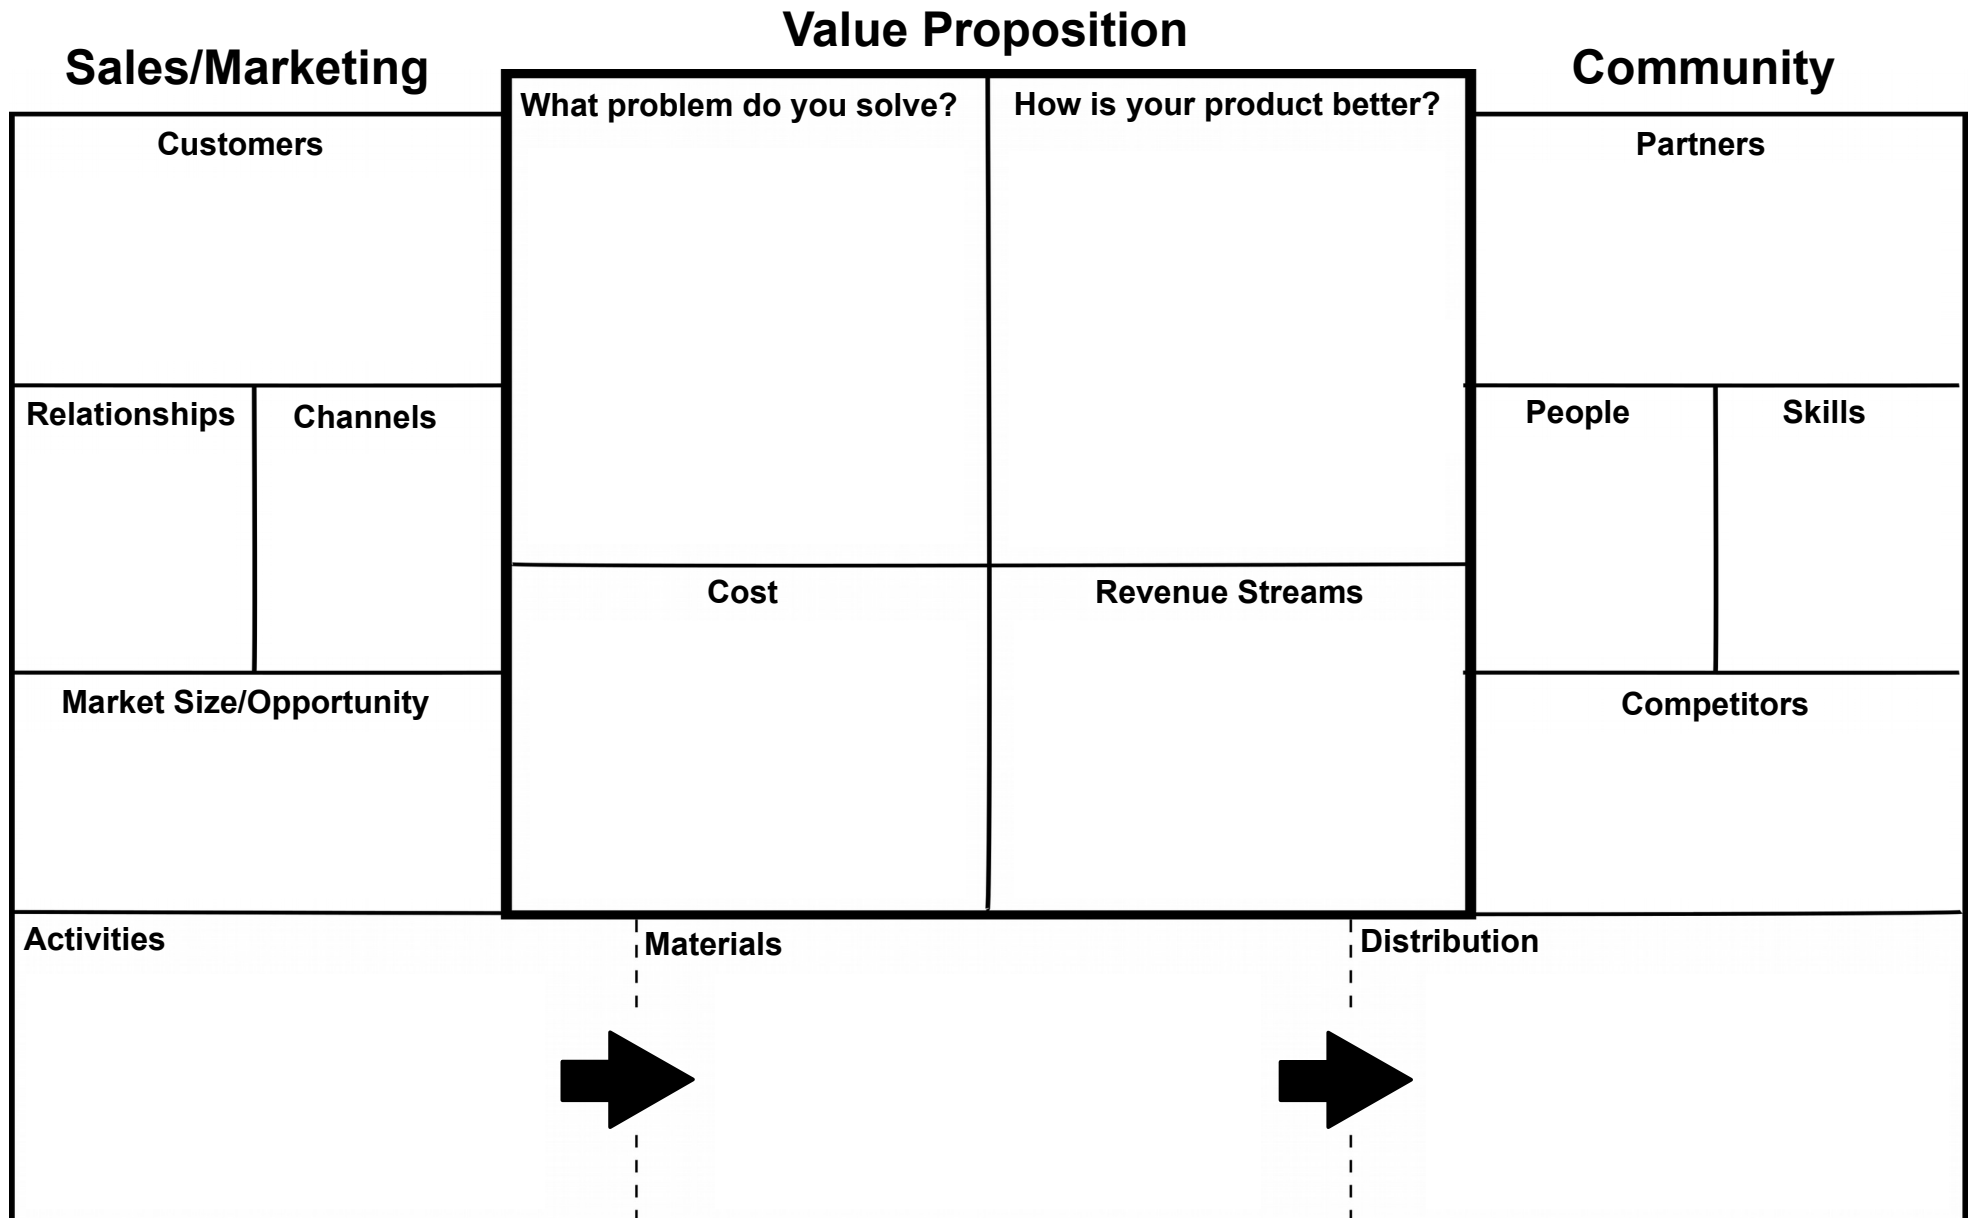 Value Proposition
Sales/Marketing
Community
What problem do you solve?
How is your product better?
Customers
Partners
Relationships
Channels
People
Skills
Cost
Revenue Streams
Market Size/Opportunity
Competitors
Activities
Materials
Distribution